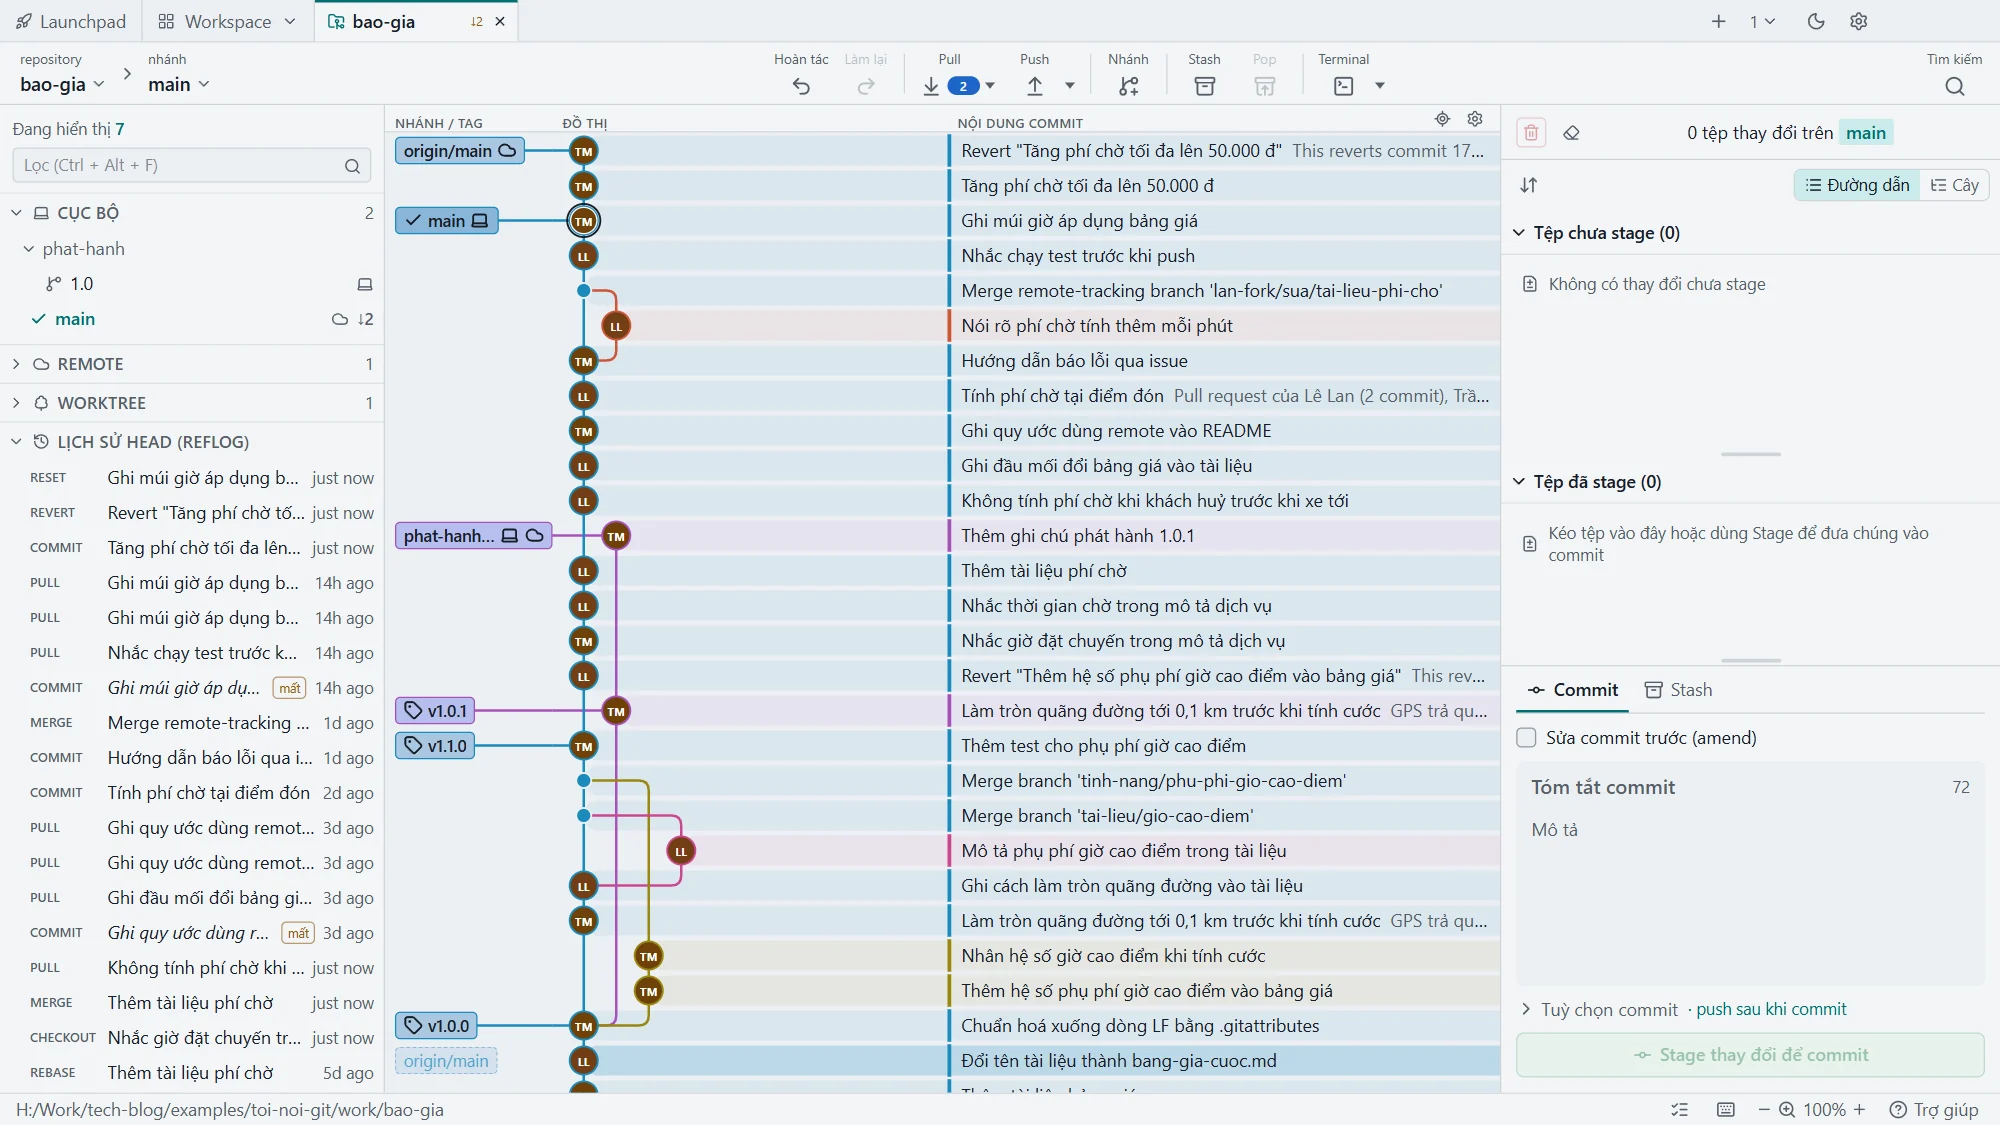 Launchpad
Workspace
bao-gia
↓2
1
repository
bao-gia
nhánh
main
Hoàn tác
Làm lại
Pull
2
Push
Nhánh
Stash
Pop
Terminal
Tìm kiếm
Đang hiển thị 7
Lọc (Ctrl + Alt + F)
CỤC BỘ 2
phat-hanh
1.0
main ↓2
REMOTE 1
WORKTREE 1
LỊCH SỬ HEAD (REFLOG)
RESET Ghi múi giờ áp dụng b... just now
REVERT Revert "Tăng phí chờ tố... just now
COMMIT Tăng phí chờ tối đa lên... just now
PULL Ghi múi giờ áp dụng b... 14h ago
PULL Ghi múi giờ áp dụng b... 14h ago
PULL Nhắc chạy test trước k... 14h ago
COMMIT Ghi múi giờ áp dụ... mất 14h ago
MERGE Merge remote-tracking ... 1d ago
COMMIT Hướng dẫn báo lỗi qua i... 1d ago
COMMIT Tính phí chờ tại điểm đón 2d ago
PULL Ghi quy ước dùng remot... 3d ago
PULL Ghi quy ước dùng remot... 3d ago
PULL Ghi đầu mối đổi bảng gi... 3d ago
COMMIT Ghi quy ước dùng r... mất 3d ago
PULL Không tính phí chờ khi ... just now
MERGE Thêm tài liệu phí chờ just now
CHECKOUT Nhắc giờ đặt chuyến tr... just now
REBASE Thêm tài liệu phí chờ 5d ago
NHÁNH / TAG ĐỒ THỊ NỘI DUNG COMMIT
origin/main TM Revert "Tăng phí chờ tối đa lên 50.000 đ" This reverts commit 17...
TM Tăng phí chờ tối đa lên 50.000 đ
main TM Ghi múi giờ áp dụng bảng giá
LL Nhắc chạy test trước khi push
Merge remote-tracking branch 'lan-fork/sua/tai-lieu-phi-cho'
LL Nói rõ phí chờ tính thêm mỗi phút
TM Hướng dẫn báo lỗi qua issue
LL Tính phí chờ tại điểm đón Pull request của Lê Lan (2 commit), Trầ...
TM Ghi quy ước dùng remote vào README
LL Ghi đầu mối đổi bảng giá vào tài liệu
LL Không tính phí chờ khi khách huỷ trước khi xe tới
phat-hanh... TM Thêm ghi chú phát hành 1.0.1
LL Thêm tài liệu phí chờ
LL Nhắc thời gian chờ trong mô tả dịch vụ
TM Nhắc giờ đặt chuyến trong mô tả dịch vụ
LL Revert "Thêm hệ số phụ phí giờ cao điểm vào bảng giá" This rev...
v1.0.1 TM Làm tròn quãng đường tới 0,1 km trước khi tính cước GPS trả qu...
v1.1.0 TM Thêm test cho phụ phí giờ cao điểm
Merge branch 'tinh-nang/phu-phi-gio-cao-diem'
Merge branch 'tai-lieu/gio-cao-diem'
LL Mô tả phụ phí giờ cao điểm trong tài liệu
LL Ghi cách làm tròn quãng đường vào tài liệu
TM Làm tròn quãng đường tới 0,1 km trước khi tính cước GPS trả qu...
TM Nhân hệ số giờ cao điểm khi tính cước
TM Thêm hệ số phụ phí giờ cao điểm vào bảng giá
v1.0.0 TM Chuẩn hoá xuống dòng LF bằng .gitattributes
origin/main LL Đổi tên tài liệu thành bang-gia-cuoc.md
0 tệp thay đổi trên main
Đường dẫn Cây
Tệp chưa stage (0)
Không có thay đổi chưa stage
Tệp đã stage (0)
Kéo tệp vào đây hoặc dùng Stage để đưa chúng vào
commit
Commit Stash
Sửa commit trước (amend)
Tóm tắt commit 72
Mô tả
Tuỳ chọn commit · push sau khi commit
Stage thay đổi để commit
H:/Work/tech-blog/examples/toi-noi-git/work/bao-gia
100%
Trợ giúp